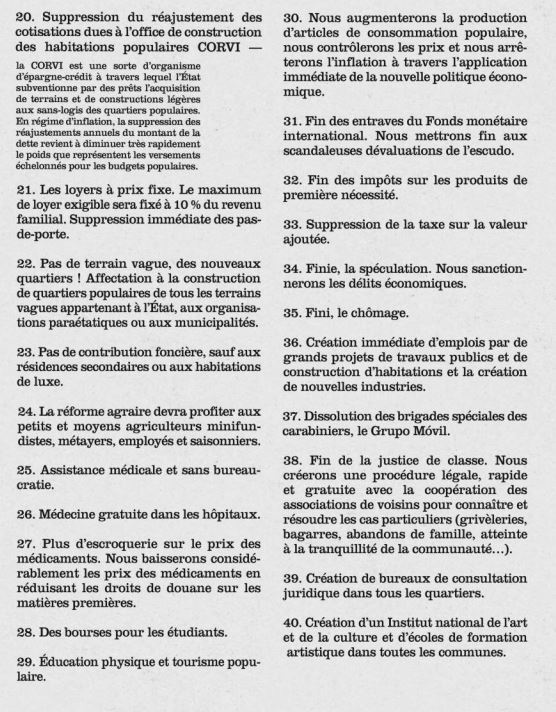 20. Suppression du réajustement des
cotisations dues à l'office de construction
des habitations populaires CORVI —
la CORVI est une sorte d'organisme
d'épargne-crédit à travers lequel l'État
subventionne par des prêts l'acquisition
de terrains et de constructions légères
aux sans-logis des quartiers populaires.
En régime d'inflation, la suppression des
réajustements annuels du montant de la
dette revient à diminuer très rapidement
le poids que représentent les versements
échelonnés pour les budgets populaires.
21. Les loyers à prix fixe. Le maximum
de loyer exigible sera fixé à 10 % du revenu
familial. Suppression immédiate des pas-
de-porte.
22. Pas de terrain vague, des nouveaux
quartiers ! Affectation à la construction
de quartiers populaires de tous les terrains
vagues appartenant à l'État, aux organisa-
tions paraétatiques ou aux municipalités.
23. Pas de contribution foncière, sauf aux
résidences secondaires ou aux habitations
de luxe.
24. La réforme agraire devra profiter aux
petits et moyens agriculteurs minifun-
distes, métayers, employés et saisonniers.
25. Assistance médicale et sans bureau-
cratie.
26. Médecine gratuite dans les hôpitaux.
27. Plus d'escroquerie sur le prix des
médicaments. Nous baisserons considé-
rablement les prix des médicaments en
réduisant les droits de douane sur les
matières premières.
28. Des bourses pour les étudiants.
29. Éducation physique et tourisme popu-
laire.
30. Nous augmenterons la production
d'articles de consommation populaire,
nous contrôlerons les prix et nous arrê-
terons l'inflation à travers l'application
immédiate de la nouvelle politique écono-
mique.
31. Fin des entraves du Fonds monétaire
international. Nous mettrons fin aux
scandaleuses dévaluations de l'escudo.
32. Fin des impôts sur les produits de
première nécessité.
33. Suppression de la taxe sur la valeur
ajoutée.
34. Finie, la spéculation. Nous sanction-
nerons les délits économiques.
35. Fini, le chômage.
36. Création immédiate d'emplois par de
grands projets de travaux publics et de
construction d'habitations et la création
de nouvelles industries.
37. Dissolution des brigades spéciales des
carabiniers, le Grupo Móvil.
38. Fin de la justice de classe. Nous
créerons une procédure légale, rapide
et gratuite avec la coopération des
associations de voisins pour connaître et
résoudre les cas particuliers (grivèleries,
bagarres, abandons de famille, atteinte
à la tranquillité de la communauté…).
39. Création de bureaux de consultation
juridique dans tous les quartiers.
40. Création d'un Institut national de l'art
et de la culture et d'écoles de formation
artistique dans toutes les communes.